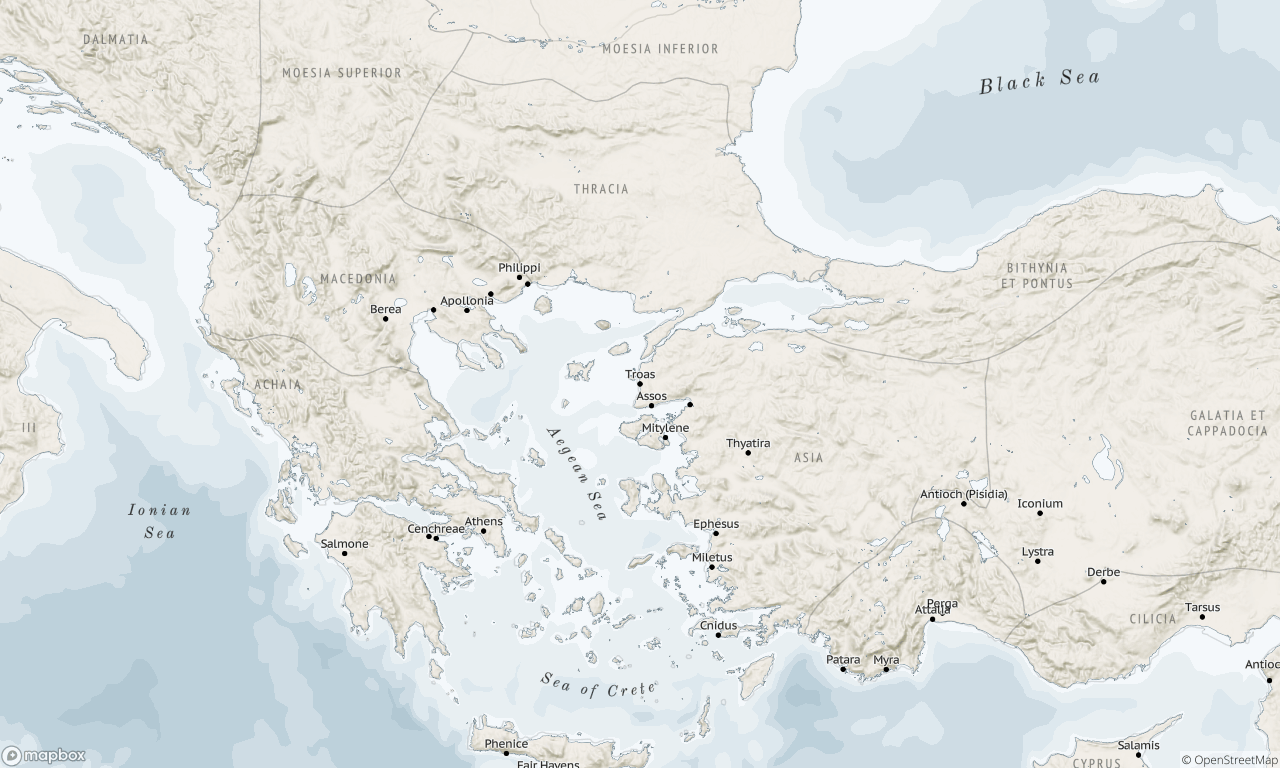 DALMATIA
MOESIA INFERIOR
MOESIA SUPERIOR
Black Sea
THRACIA
Philippi
BITHYNIA
ET PONTUS
MACEDONIA
Apollonia
Berea
Troas
ACHAIA
Assos
GALATIA ET
CAPPADOCIA
III
Mitylene
Thyatira
ASIA
Aegean Sea
Antioch (Pisidia)
Iconium
Ionian
Sea
Athens
Cenchreae
Ephesus
Salmone
Miletus
Lystra
Derbe
Perga
Attalia
Tarsus
CILICIA
Cnidus
Patara
Myra
Antioc
Sea of Crete
Phenice
Salamis
Fair Havens
CYPRUS
mapbox
© OpenStreetMap